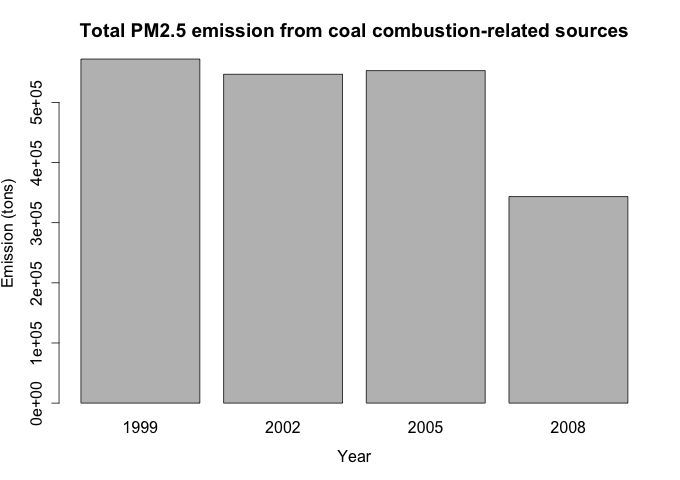 Total PM2.5 emission from coal combustion-related sources
Emission (tons)
5e+05
4e+05
3e+05
2e+05
1e+05
0e+00
1999 2002 2005 2008
Year